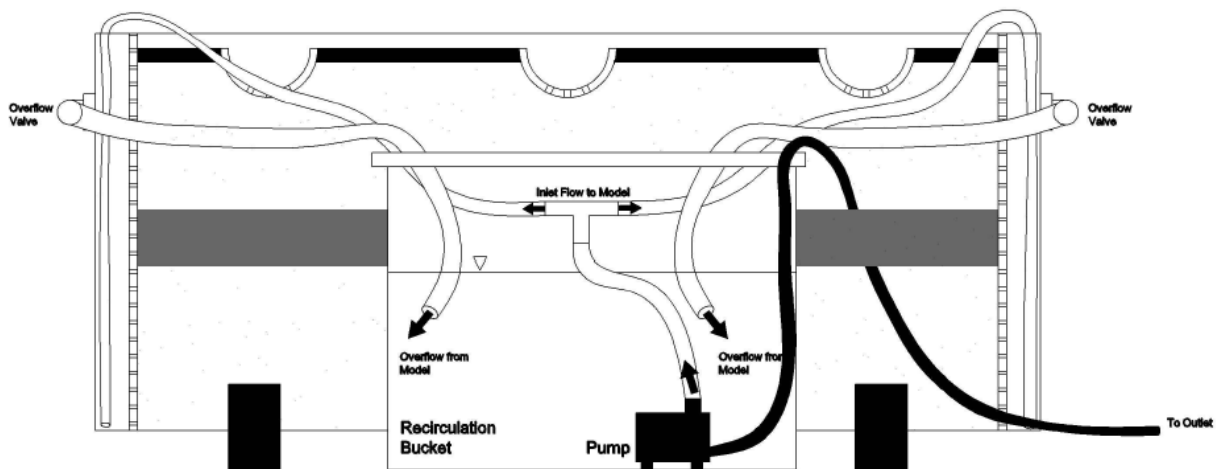 Overflow
Valve
Overflow
Valve
Inlet Flow to Model
Overflow from
Model
Overflow from
Model
Recirculation
Bucket
Pump
To Outlet